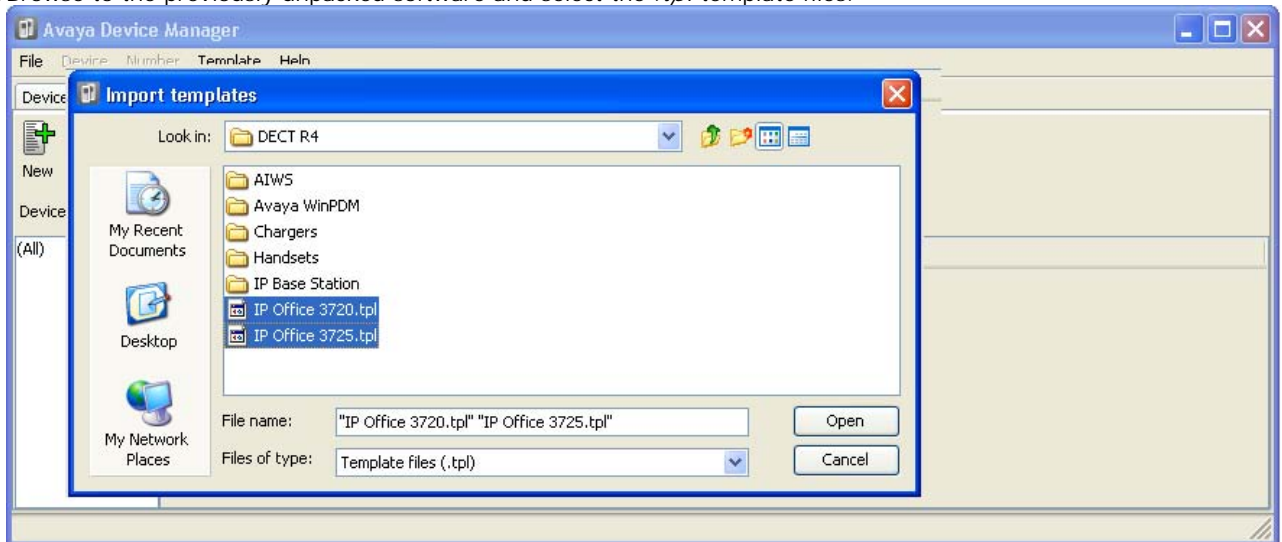 Browse to the previously unpacked software and select the .tpl template files.
Avaya Device Manager
File Device Number Template Help
Device
Import templates
Look in: DECT R4
New
Device
(All)
My Recent
Documents
Desktop
My Network
Places
AIWS
Avaya WinPDM
Chargers
Handsets
IP Base Station
IP Office 3720.tpl
IP Office 3725.tpl
File name: "IP Office 3720.tpl" "IP Office 3725.tpl"
Open
Files of type: Template files (.tpl)
Cancel